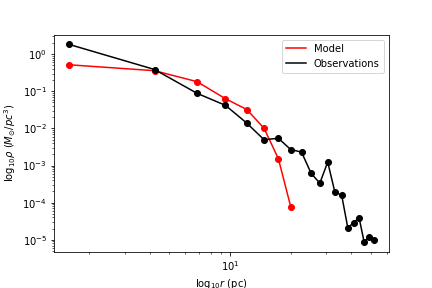 Model
Observations
10⁰
10⁻¹
10⁻²
10⁻³
10⁻⁴
10⁻⁵
log₁₀ρ (M⊙/pc³)
10¹
log₁₀r (pc)